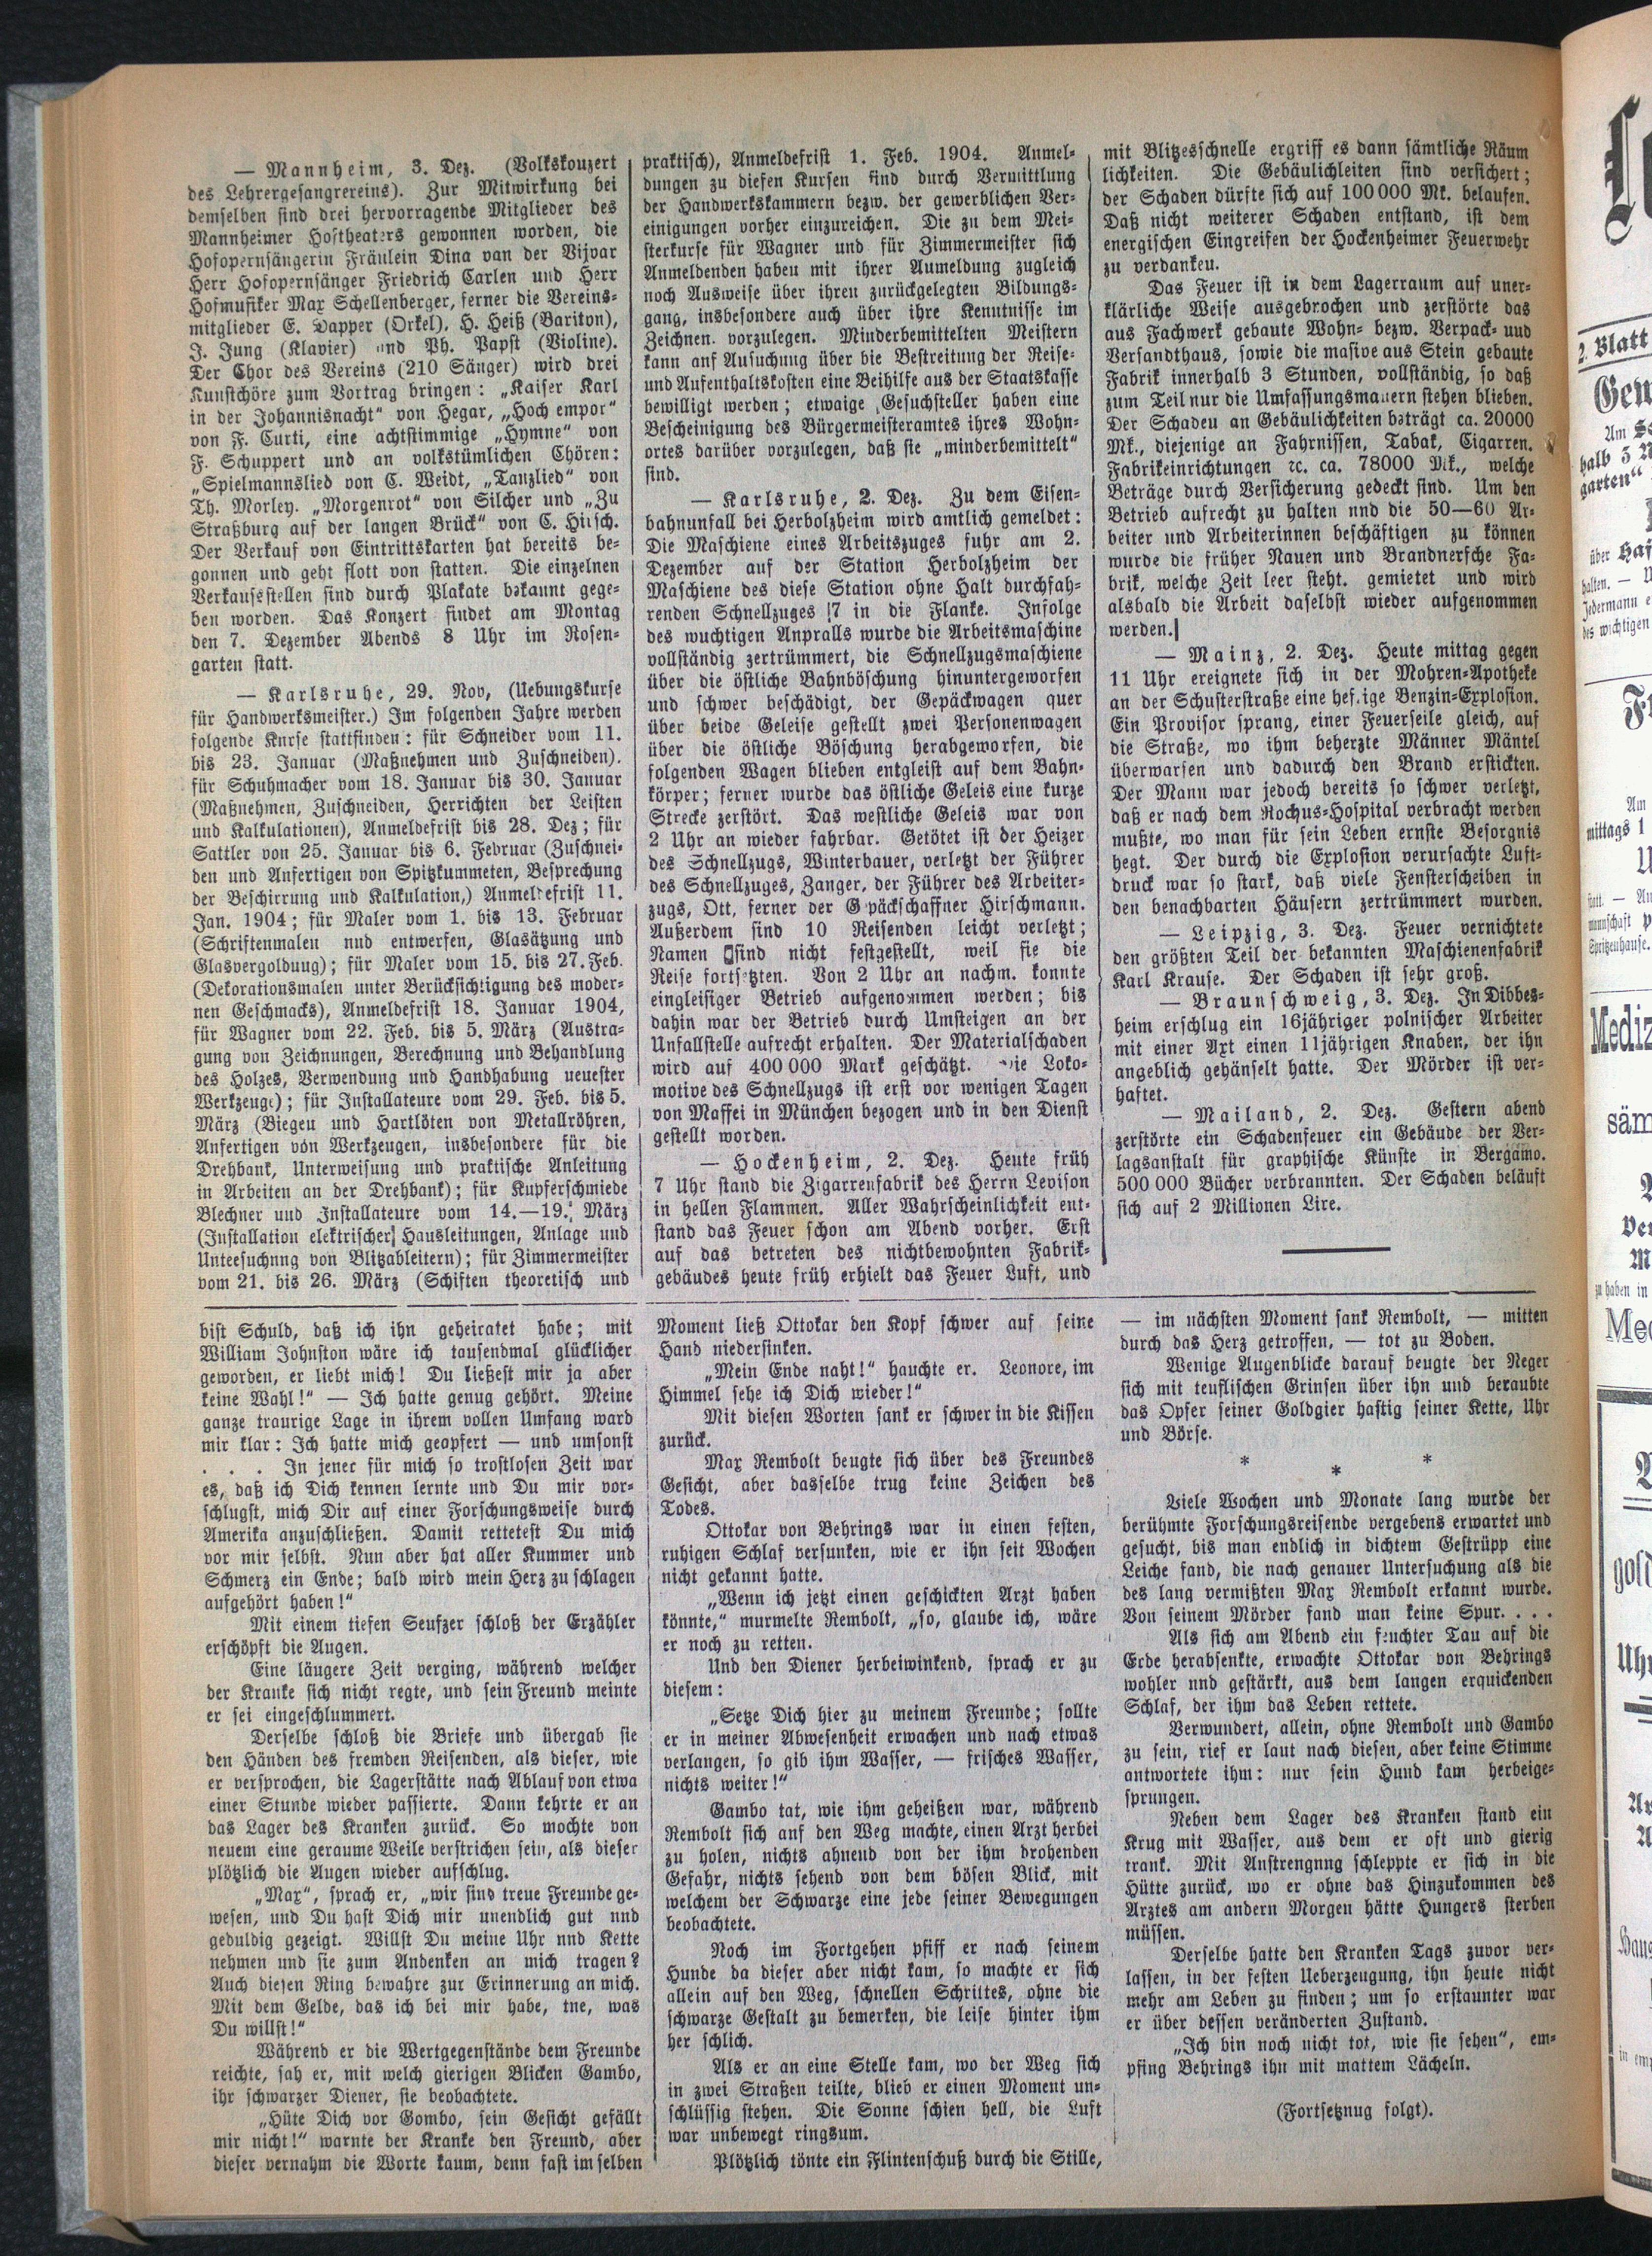 — Mannheim, 3. Dez. (Volkskouzert
des Lehrergesangrereins). Zur Mitwirkung bei
demselben sind drei hervorragende Mitglieder des
Mannheimer Hoftheaters gewonnen worden, die
Hofopernsängerin Fräulein Dina van der Vijvar
Herr Hofopernsänger Friedrich Carlen und Herr
Hofmusiker Max Schellenberger, ferner die Vereins-
mitglieder E. Dapper (Orkel), H. Heiß (Bariton),
J. Jung (Klavier) und Ph. Papst (Violine).
Der Chor des Vereins (210 Sänger) wird drei
Kunstchöre zum Vortrag bringen: „Kaiser Karl
in der Johannisnacht“ von Hegar, „Hoch empor“
von F. Curti, eine achtstimmige „Hymne“ von
F. Schuppert und an volkstümlichen Chören:
„Spielmannslied von C. Weidt, „Tanzlied“ von
Th. Morley. „Morgenrot“ von Silcher und „Zu
Straßburg auf der langen Brück“ von C. Hirsch.
Der Verkauf von Eintrittskarten hat bereits be-
gonnen und geht flott von statten. Die einzelnen
Verkaufsstellen sind durch Plakate bekannt gege-
ben worden. Das Konzert findet am Montag
den 7. Dezember Abends 8 Uhr im Rosen-
garten statt.
— Karlsruhe, 29. Nov, (Uebungskurse
für Handwerksmeister.) Im folgenden Jahre werden
folgende Knrse stattfinden: für Schneider vom 11.
bis 23. Januar (Maßnehmen und Zuschneiden).
für Schuhmacher vom 18. Januar bis 30. Januar
(Maßnehmen, Zuschneiden, Herrichten der Leisten
und Kalkulationen), Anmeldefrist bis 28. Dez; für
Sattler von 25. Januar bis 6. Februar (Zuschnei-
den und Anfertigen von Spitzkummeten, Besprechung
der Beschirrung und Kalkulation,) Anmeldefrist 11.
Jan. 1904; für Maler vom 1. bis 13. Februar
(Schriftenmalen nnd entwerfen, Glasätzung und
Glasvergolduug); für Maler vom 15. bis 27. Feb.
(Dekorationsmalen unter Berücksichtigung des moder-
nen Geschmacks), Anmeldefrist 18. Januar 1904,
für Wagner vom 22. Feb. bis 5. März (Austra-
gung von Zeichnungen, Berechnung und Behandlung
des Holzes, Verwendung und Handhabung neuester
Werkzeuge); für Installateure vom 29. Feb. bis 5.
März (Biegeu und Hartlöten von Metallröhren,
Anfertigen von Werkzeugen, insbesondere für die
Drehbank, Unterweisung und praktische Anleitung
in Arbeiten an der Drehbank); für Kupferschmiede
Blechner und Installateure vom 14.—19. März
(Installation elektrischer Hausleitungen, Anlage und
Unteesuchung von Blitzableitern); für Zimmermeister
vom 21. bis 26. März (Schiften theoretisch und
praktisch), Anmeldefrist 1. Feb. 1904. Anmel-
dungen zu diesen Kursen sind durch Vermittlung
der Handwerkskammern bezw. der gewerblichen Ver-
einigungen vorher einzureichen. Die zu dem Mei-
sterkurse für Wagner und für Zimmermeister sich
Anmeldenden habeu mit ihrer Aumeldung zugleich
noch Ausweise über ihren zurückgelegten Bildungs-
gang, insbesondere auch über ihre Kenntnisse im
Zeichnen. vorzulegen. Minderbemittelten Meistern
kann anf Ausuchung über die Bestreitung der Reise-
und Aufenthaltskosten eine Beihilfe aus der Staatskasse
bewilligt werden; etwaige Gesuchsteller haben eine
Bescheinigung des Bürgermeisteramtes ihres Wohn-
ortes darüber vorzulegen, daß sie „minderbemittelt“
sind.
— Karlsruhe, 2. Dez. Zu dem Eisen-
bahnunfall bei Herbolzheim wird amtlich gemeldet:
Die Maschiene eines Arbeitszuges fuhr am 2.
Dezember auf der Station Herbolzheim der
Maschiene des diese Station ohne Halt durchfah-
renden Schnellzuges 17 in die Flanke. Infolge
des wuchtigen Anpralls wurde die Arbeitsmaschine
vollständig zertrümmert, die Schnellzugsmaschiene
über die östliche Bahnböschung hinuntergeworfen
und schwer beschädigt, der Gepäckwagen quer
über beide Geleise gestellt zwei Personenwagen
über die östliche Böschung herabgeworfen, die
folgenden Wagen blieben entgleist auf dem Bahn-
körper; ferner wurde das östliche Geleis eine kurze
Strecke zerstört. Das westliche Geleis war von
2 Uhr an wieder fahrbar. Getötet ist der Heizer
des Schnellzugs, Winterbauer, verletzt der Führer
des Schnellzuges, Zanger, der Führer des Arbeiter-
zugs, Ott, ferner der Gepäckschaffner Hirschmann.
Außerdem sind 10 Reisenden leicht verletzt;
Namen sind nicht festgestellt, weil sie die
Reise fortsetzten. Von 2 Uhr an nachm. konnte
eingleisiger Betrieb aufgenommen werden; bis
dahin war der Betrieb durch Umsteigen an der
Unfallstelle aufrecht erhalten. Der Materialschaden
wird auf 400 000 Mark geschätzt. Die Loko-
motive des Schnellzugs ist erst vor wenigen Tagen
von Maffei in München bezogen und in den Dienst
gestellt worden.
— Hockenheim, 2. Dez. Heute früh
7 Uhr stand die Zigarrenfabrik des Herrn Levison
in hellen Flammen. Aller Wahrscheinlichkeit ent-
stand das Feuer schon am Abend vorher. Erst
auf das betreten des nichtbewohnten Fabrik-
gebäudes heute früh erhielt das Feuer Luft, und
mit Blitzesschnelle ergriff es dann sämtliche Räum
lichkeiten. Die Gebäulichleiten sind versichert;
der Schaden dürfte sich auf 100 000 Mk. belaufen.
Daß nicht weiterer Schaden entstand, ist dem
energischen Eingreifen der Hockenheimer Feuerwehr
zu verdankeu.
Das Feuer ist in dem Lagerraum auf uner-
klärliche Weise ausgebrochen und zerstörte das
aus Fachwerk gebaute Wohn- bezw. Verpack- uud
Versandthaus, sowie die masive aus Stein gebaute
Fabrik innerhalb 3 Stunden, vollständig, so daß
zum Teil nur die Umfassungsmauern stehen blieben.
Der Schadeu an Gebäulichkeiten beträgt ca. 20000
Mk., diejenige an Fahrnissen, Tabak, Cigarren.
Fabrikeinrichtungen ꝛc. ca. 78000 Mk., welche
Beträge durch Versicherung gedeckt sind. Um den
Betrieb aufrecht zu halten nnd die 50—60 Ar-
beiter und Arbeiterinnen beschäftigen zu können
wurde die früher Nauen und Brandnersche Fa-
brik, welche Zeit leer steht. gemietet und wird
alsbald die Arbeit daselbst wieder aufgenommen
werden.
— Mainz, 2. Dez. Heute mittag gegen
11 Uhr ereignete sich in der Mohren-Apotheke
an der Schusterstraße eine hef.ige Benzin-Explosion.
Ein Provisor sprang, einer Feuerseile gleich, auf
die Straße, wo ihm beherzte Männer Mäntel
überwarfen und dadurch den Brand erstickten.
Der Mann war jedoch bereits so schwer verletzt,
daß er nach dem Rochus-Hospital verbracht werden
mußte, wo man für sein Leben ernste Besorgnis
hegt. Der durch die Explosion verursachte Luft-
druck war so stark, daß viele Fensterscheiben in
den benachbarten Häusern zertrümmert wurden.
— Leipzig, 3. Dez. Feuer vernichtete
den größten Teil der bekannten Maschienenfabrik
Karl Krause. Der Schaden ist sehr groß.
— Braunschweig, 3. Dez. In Dibbes-
heim erschlug ein 16jähriger polnischer Arbeiter
mit einer Axt einen 11jährigen Knaben, der ihn
angeblich gehänselt hatte. Der Mörder ist ver-
haftet.
— Mailand, 2. Dez. Gestern abend
zerstörte ein Schadenfeuer ein Gebäude der Ver-
lagsanstalt für graphische Künste in Bergamo.
500 000 Bücher verbrannten. Der Schaden beläuft
sich auf 2 Millionen Lire.
bist Schuld, daß ich ihn geheiratet habe; mit
William Johnston wäre ich tausendmal glücklicher
geworden, er liebt mich! Du ließest mir ja aber
keine Wahl!“ — Ich hatte genug gehört. Meine
ganze traurige Lage in ihrem vollen Umfang ward
mir klar: Ich hatte mich geopfert — und umsonst
. . . In jener für mich so trostlosen Zeit war
es, daß ich Dich kennen lernte und Du mir vor-
schlugst, mich Dir auf einer Forschungsweise durch
Amerika anzuschließen. Damit rettetest Du mich
vor mir selbst. Nun aber hat aller Kummer und
Schmerz ein Ende; bald wird mein Herz zu schlagen
aufgehört haben!“
Mit einem tiefen Seufzer schloß der Erzähler
erschöpft die Augen.
Eine läugere Zeit verging, während welcher
der Kranke sich nicht regte, und sein Freund meinte
er sei eingeschlummert.
Derselbe schloß die Briefe und übergab sie
den Händen des fremden Reisenden, als dieser, wie
er versprochen, die Lagerstätte nach Ablauf von etwa
einer Stunde wieder passierte. Dann kehrte er an
das Lager des Kranken zurück. So mochte von
neuem eine geraume Weile verstrichen sein, als dieser
plötzlich die Augen wieder aufschlug.
„Max“, sprach er, „wir sind treue Freunde ge-
wesen, und Du hast Dich mir unendlich gut nnd
geduldig gezeigt. Willst Du meine Uhr nnd Kette
nehmen und sie zum Andenken an mich tragen?
Auch diesen Ring bewahre zur Erinnerung an mich.
Mit dem Gelde, das ich bei mir habe, tne, was
Du willst!“
Während er die Wertgegenstände dem Freunde
reichte, sah er, mit welch gierigen Blicken Gambo,
ihr schwarzer Diener, sie beobachtete.
„Hüte Dich vor Gombo, sein Gesicht gefällt
mir nicht!“ warnte der Kranke den Freund, aber
dieser vernahm die Worte kaum, denn fast im selben
Moment ließ Ottokar den Kopf schwer auf seine
Hand niedersinken.
„Mein Ende naht!“ hauchte er. Leonore, im
Himmel sehe ich Dich wieder!“
Mit diesen Worten sank er schwer in die Kissen
zurück.
Max Rembolt beugte sich über des Freundes
Gesicht, aber dasselbe trug keine Zeichen des
Todes.
Ottokar von Behrings war in einen festen,
ruhigen Schlaf versunken, wie er ihn seit Wochen
nicht gekannt hatte.
„Wenn ich jetzt einen geschickten Arzt haben
könnte,“ murmelte Rembolt, „so, glaube ich, wäre
er noch zu retten.
Und den Diener herbeiwinkend, sprach er zu
diesem:
„Setze Dich hier zu meinem Freunde; sollte
er in meiner Abwesenheit erwachen und nach etwas
verlangen, so gib ihm Wasser, — frisches Wasser,
nichts weiter!“
Gambo tat, wie ihm geheißen war, während
Rembolt sich auf den Weg machte, einen Arzt herbei
zu holen, nichts ahnend von der ihm drohenden
Gefahr, nichts sehend von dem bösen Blick, mit
welchem der Schwarze eine jede seiner Bewegungen
beobachtete.
Noch im Fortgehen pfiff er nach seinem
Hunde da dieser aber nicht kam, so machte er sich
allein auf den Weg, schnellen Schrittes, ohne die
schwarze Gestalt zu bemerken, die leise hinter ihm
her schlich.
Als er an eine Stelle kam, wo der Weg sich
in zwei Straßen teilte, blieb er einen Moment un-
schlüssig stehen. Die Sonne schien hell, die Luft
war unbewegt ringsum.
Plötzlich tönte ein Flintenschuß durch die Stille,
— im nächsten Moment sank Rembolt, — mitten
durch das Herz getroffen, — tot zu Boden.
Wenige Augenblicke darauf beugte der Neger
sich mit teuflischen Grinsen über ihn und beraubte
das Opfer seiner Goldgier hastig seiner Kette, Uhr
und Börse.
* * *
Viele Wochen und Monate lang wurde der
berühmte Forschungsreisende vergebens erwartet und
gesucht, bis man endlich in dichtem Gestrüpp eine
Leiche fand, die nach genauer Untersuchung als die
des lang vermißten Max Rembolt erkannt wurde.
Von seinem Mörder fand man keine Spur. . . .
Als sich am Abend ein feuchter Tau auf die
Erde herabsenkte, erwachte Ottokar von Behrings
wohler nnd gestärkt, aus dem langen erquickenden
Schlaf, der ihm das Leben rettete.
Verwundert, allein, ohne Rembolt und Gambo
zu sein, rief er laut nach diesen, aber keine Stimme
antwortete ihm: nur sein Hund kam herbeige-
sprungen.
Neben dem Lager des Kranken stand ein
Krug mit Wasser, aus dem er oft und gierig
trank. Mit Anstrengnng schleppte er sich in die
Hütte zurück, wo er ohne das Hinzukommen des
Arztes am andern Morgen hätte Hungers sterben
müssen.
Derselbe hatte den Kranken Tags zuvor ver-
lassen, in der festen Ueberzeugung, ihn heute nicht
mehr am Leben zu finden; um so erstaunter war
er über dessen veränderten Zustand.
„Ich bin noch nicht tot, wie sie sehen“, em-
pfing Behrings ihn mit mattem Lächeln.
(Fortsetznug folgt).
2. Blatt